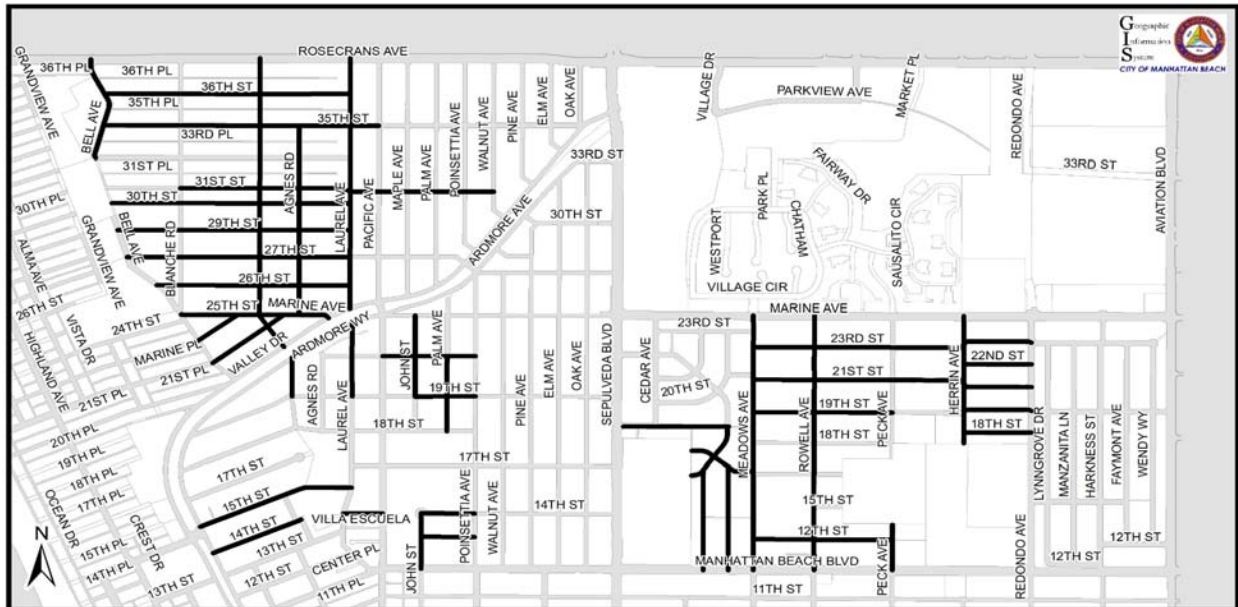 Geographic
Information
System
CITY OF MANHATTAN BEACH
ROSECRANS AVE
GRANDVIEW AVE
36TH PL
36TH PL
36TH ST
35TH PL
35TH ST
33RD PL
BELL AVE
31ST PL
31ST ST
30TH ST
30TH PL
29TH ST
27TH ST
26TH ST
25TH ST
MARINE AVE
AGNES RD
LAUREL AVE
PACIFIC AVE
MAPLE AVE
PALM AVE
POINSETTIA AVE
WALNUT AVE
PINE AVE
ELM AVE
OAK AVE
ARDMORE AVE
33RD ST
30TH ST
VILLAGE DR
PARKVIEW AVE
MARKET PL
REDONDO AVE
33RD ST
AVIATION BLVD
FAIRWAY DR
PARK PL
CHATHAM
WESTPORT
SAUSALITO CIR
VILLAGE CIR
MARINE AVE
ALMA AVE
GRANDVIEW AVE
BELL AVE
BLANCHE RD
26TH ST
VISTA DR
24TH ST
MARINE PL
VALLEY DR
ARDMORE WY
HIGHLAND AVE
21ST PL
21ST PL
20TH PL
19TH PL
18TH PL
17TH PL
OCEAN DR
CREST DR
15TH PL
14TH PL
13TH ST
17TH ST
15TH ST
14TH ST
13TH ST
12TH ST
CENTER PL
11TH PL
VILLA ESCUELA
AGNES RD
LAUREL AVE
JOHN ST
PALM AVE
19TH ST
18TH ST
17TH ST
PINE AVE
ELM AVE
OAK AVE
SEPULVEDA BLVD
POINSETTIA AVE
WALNUT AVE
14TH ST
JOHN ST
23RD ST
CEDAR AVE
20TH ST
MEADOWS AVE
ROWELL AVE
23RD ST
21ST ST
19TH ST
18TH ST
PECK AVE
15TH ST
12TH ST
MANHATTAN BEACH BLVD
PECK AVE
11TH ST
HERRIN AVE
22ND ST
18TH ST
LYNNGROVE DR
MANZANITA LN
HARKNESS ST
FAYMONT AVE
WENDY WY
REDONDO AVE
12TH ST
12TH ST
N